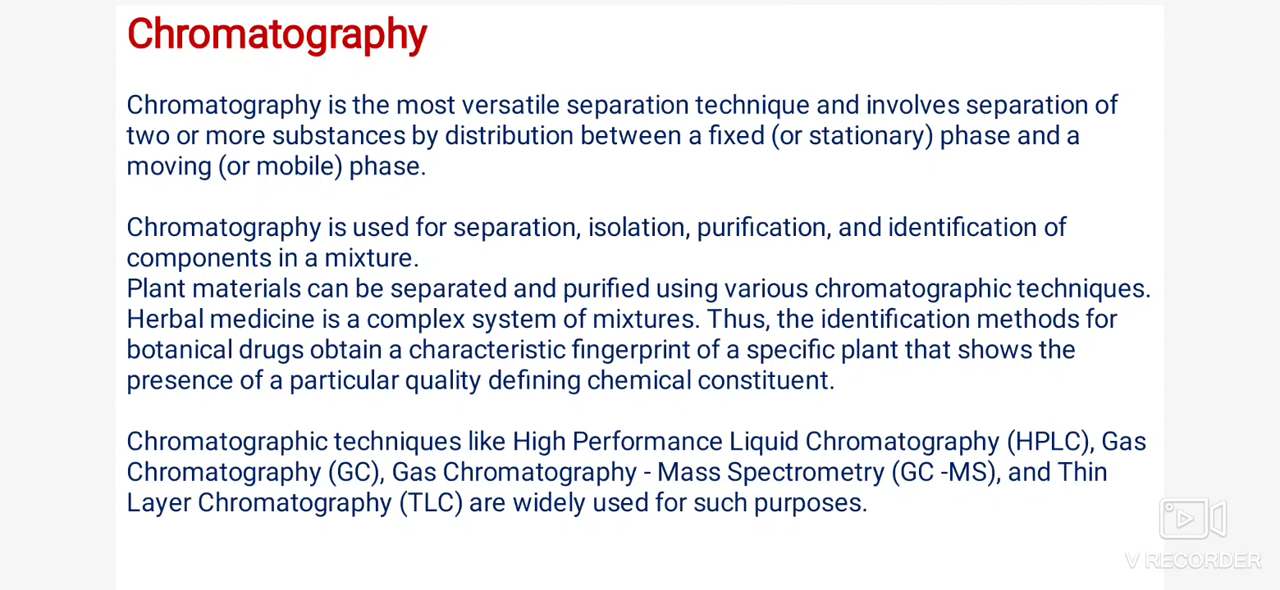 Chromatography
Chromatography is the most versatile separation technique and involves separation of
two or more substances by distribution between a fixed (or stationary) phase and a
moving (or mobile) phase.
Chromatography is used for separation, isolation, purification, and identification of
components in a mixture.
Plant materials can be separated and purified using various chromatographic techniques.
Herbal medicine is a complex system of mixtures. Thus, the identification methods for
botanical drugs obtain a characteristic fingerprint of a specific plant that shows the
presence of a particular quality defining chemical constituent.
Chromatographic techniques like High Performance Liquid Chromatography (HPLC), Gas
Chromatography (GC), Gas Chromatography - Mass Spectrometry (GC -MS), and Thin
Layer Chromatography (TLC) are widely used for such purposes.
V RECORDER